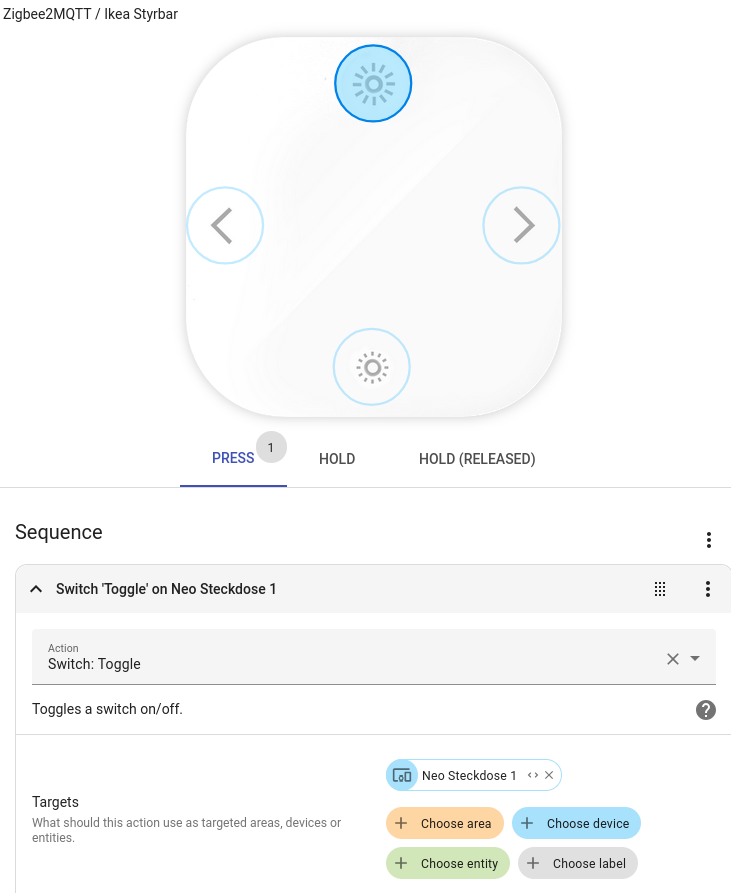 Zigbee2MQTT / Ikea Styrbar
PRESS 1 HOLD HOLD (RELEASED)
Sequence
Switch 'Toggle' on Neo Steckdose 1
Action
Switch: Toggle
Toggles a switch on/off.
Neo Steckdose 1
Targets
What should this action use as targeted areas, devices or
entities.
Choose area Choose device
Choose entity Choose label